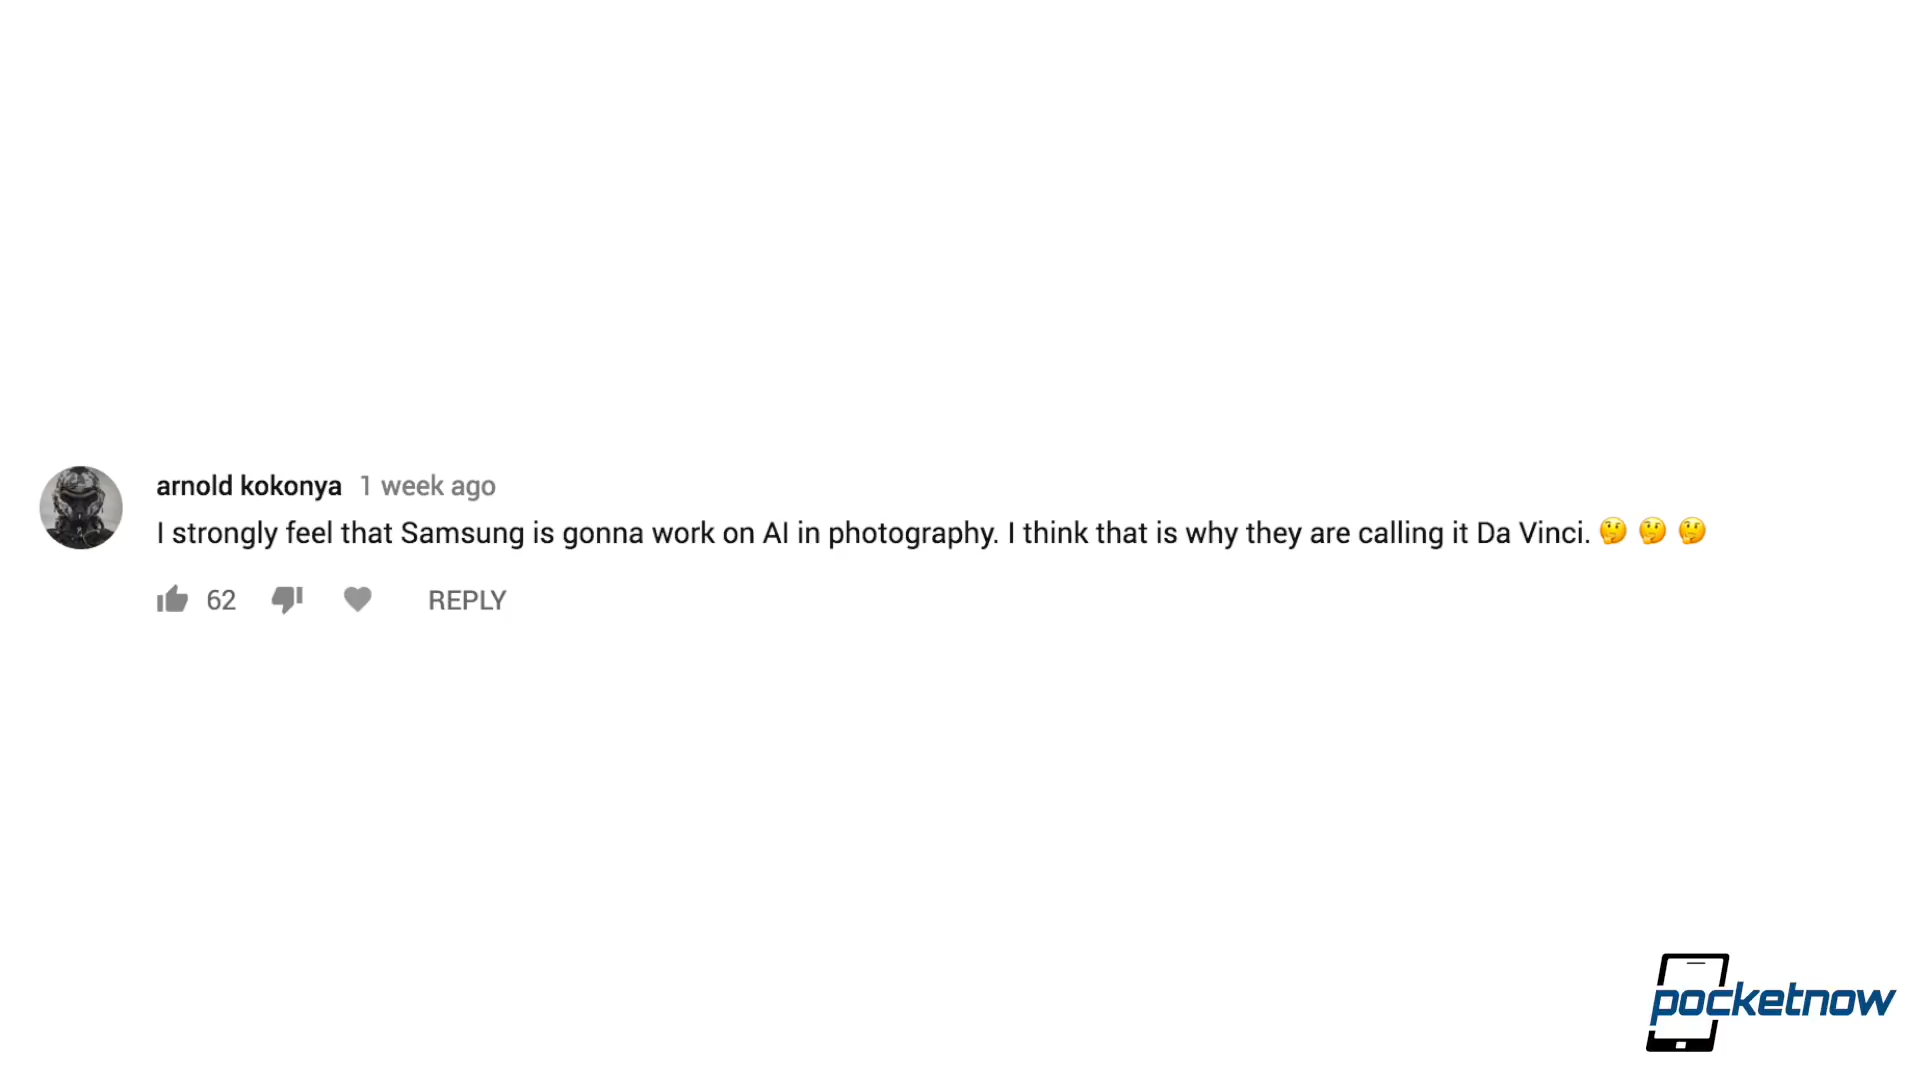 arnold kokonya 1 week ago
I strongly feel that Samsung is gonna work on AI in photography. I think that is why they are calling it Da Vinci. 🤔 🤔 🤔
62 REPLY
pocketnow